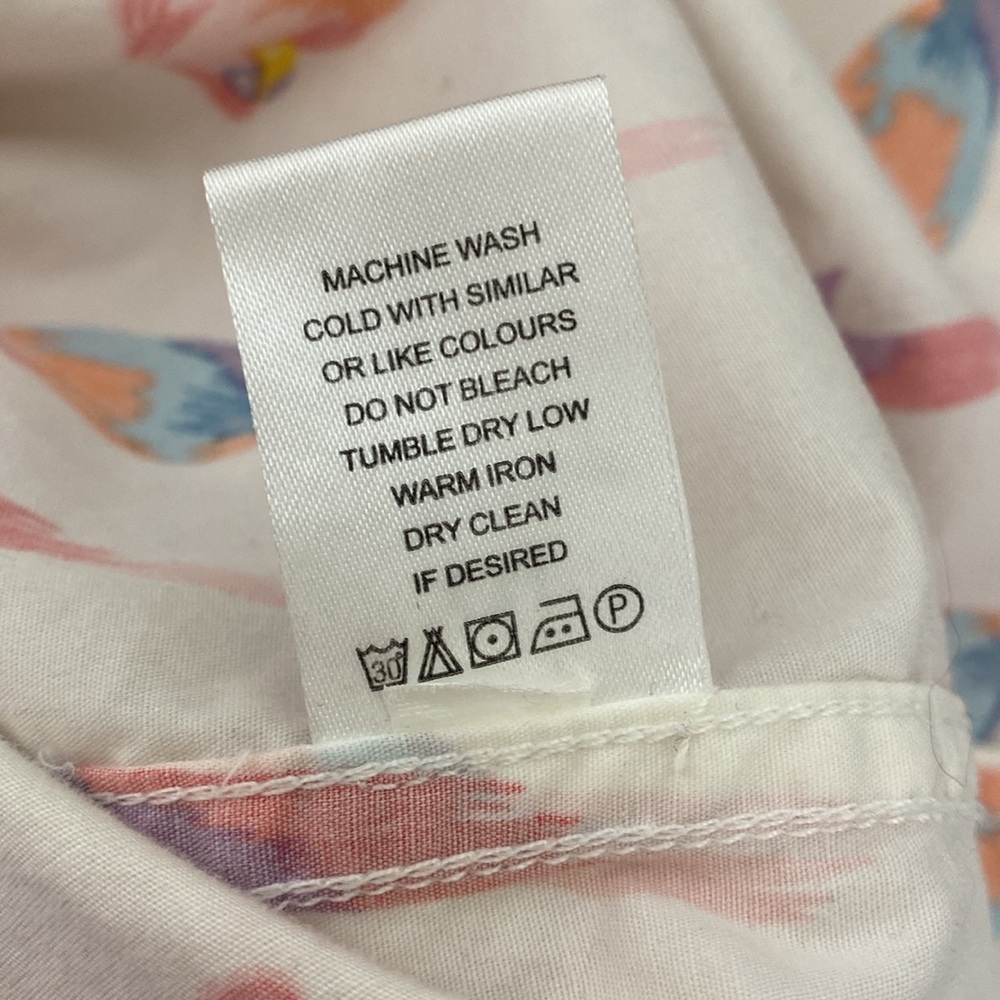 MACHINE WASH
COLD WITH SIMILAR
OR LIKE COLOURS
DO NOT BLEACH
TUMBLE DRY LOW
WARM IRON
DRY CLEAN
IF DESIRED
30° P